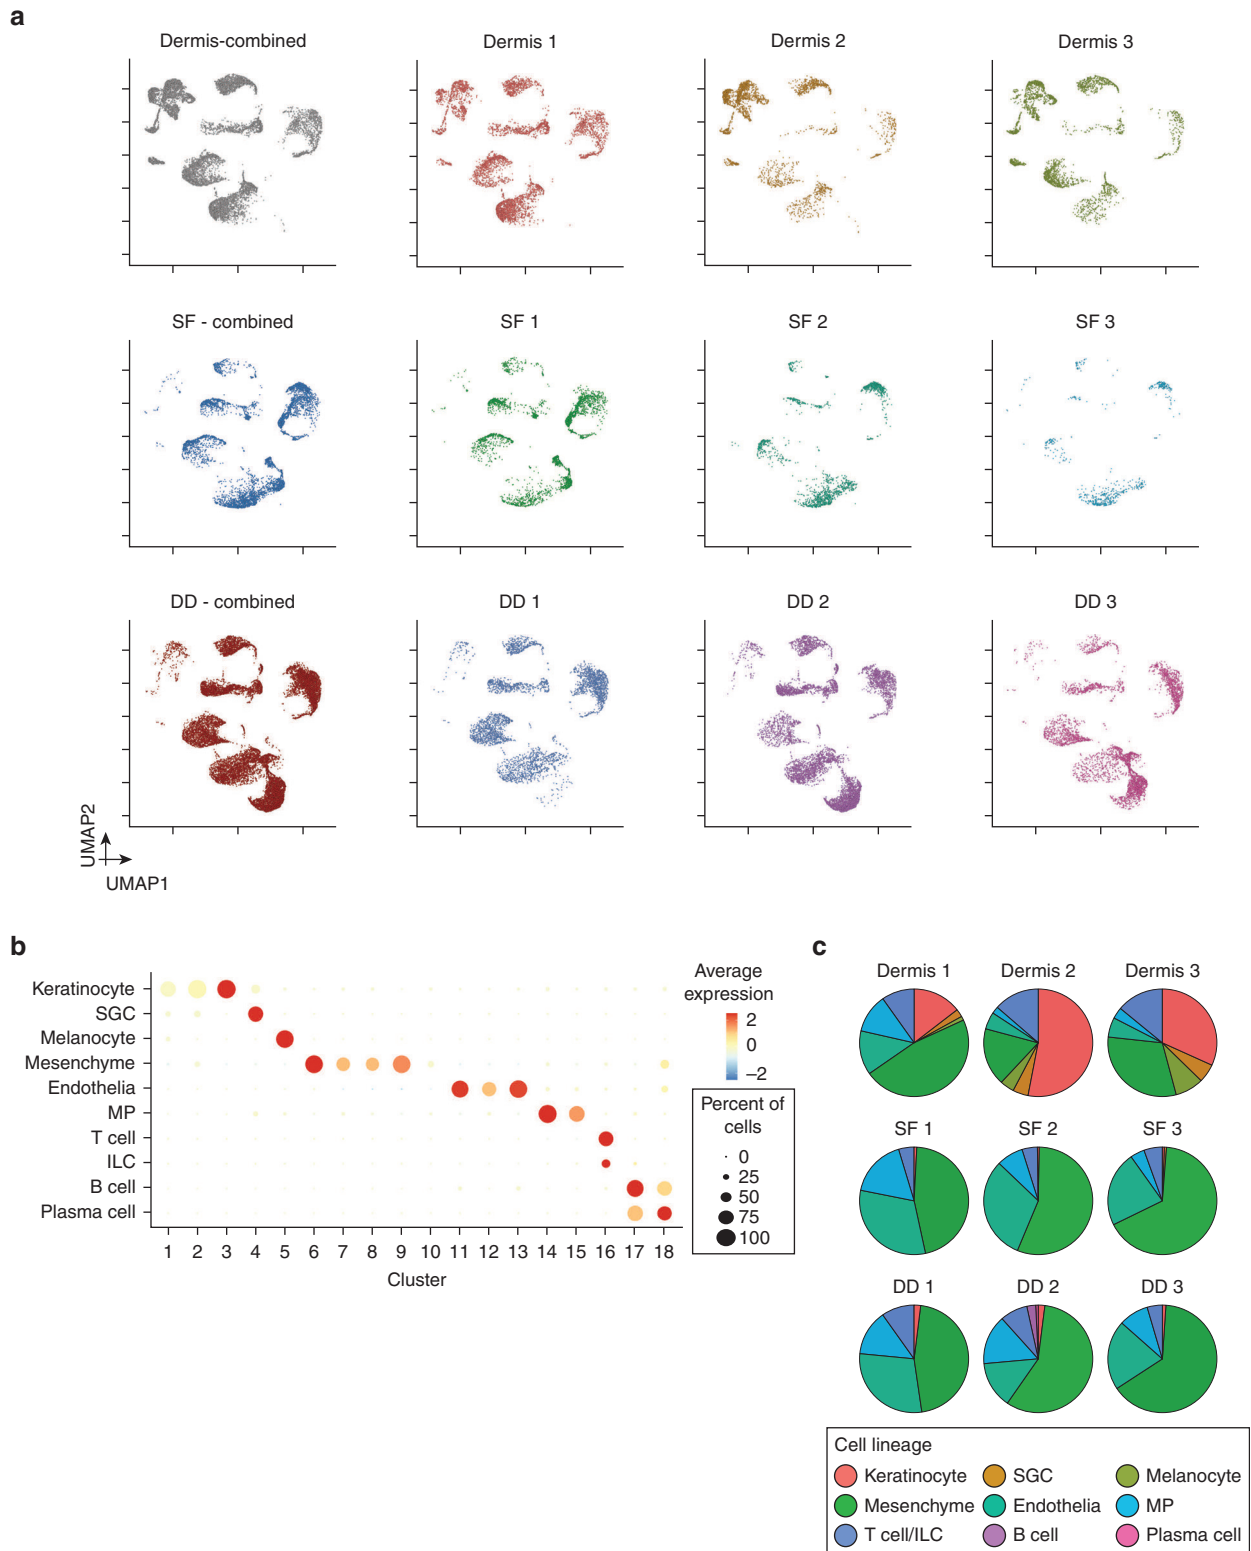 a
Dermis-combined
Dermis 1
Dermis 2
Dermis 3
SF - combined
SF 1
SF 2
SF 3
DD - combined
DD 1
DD 2
DD 3
UMAP2
UMAP1
b
Keratinocyte
SGC
Melanocyte
Mesenchyme
Endothelia
MP
T cell
ILC
B cell
Plasma cell
1 2 3 4 5 6 7 8 9 10 11 12 13 14 15 16 17 18
Cluster
Average
expression
2
0
−2
Percent of
cells
0
25
50
75
100
c
Dermis 1
Dermis 2
Dermis 3
SF 1
SF 2
SF 3
DD 1
DD 2
DD 3
Cell lineage
Keratinocyte SGC Melanocyte
Mesenchyme Endothelia MP
T cell/ILC B cell Plasma cell